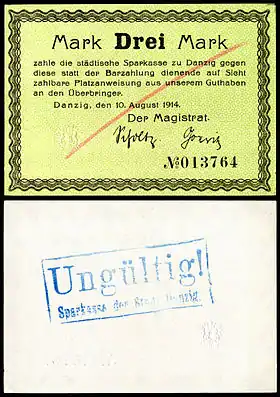 Mark Drei Mark
zahle die städtische Sparkasse zu Danzig gegen
diese statt der Barzahlung dienende auf Sicht
zahlbare Platzanweisung aus unserem Guthaben
an den Überbringer.
Danzig, den 10. August 1914.
Der Magistrat.
Scholtz
№013764
Ungültig!
Sparkasse der Stadt Danzig.